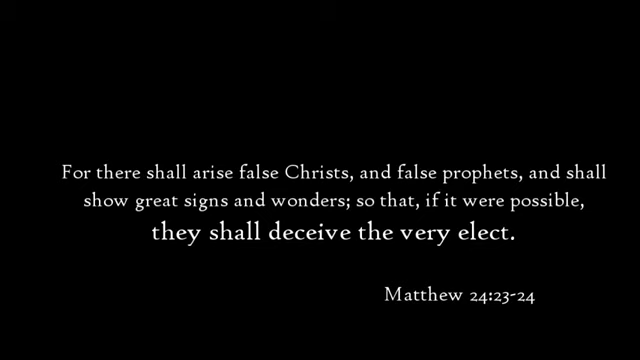 For there shall arise false Christs, and false prophets, and shall
show great signs and wonders; so that, if it were possible,
they shall deceive the very elect.
Matthew 24:23-24